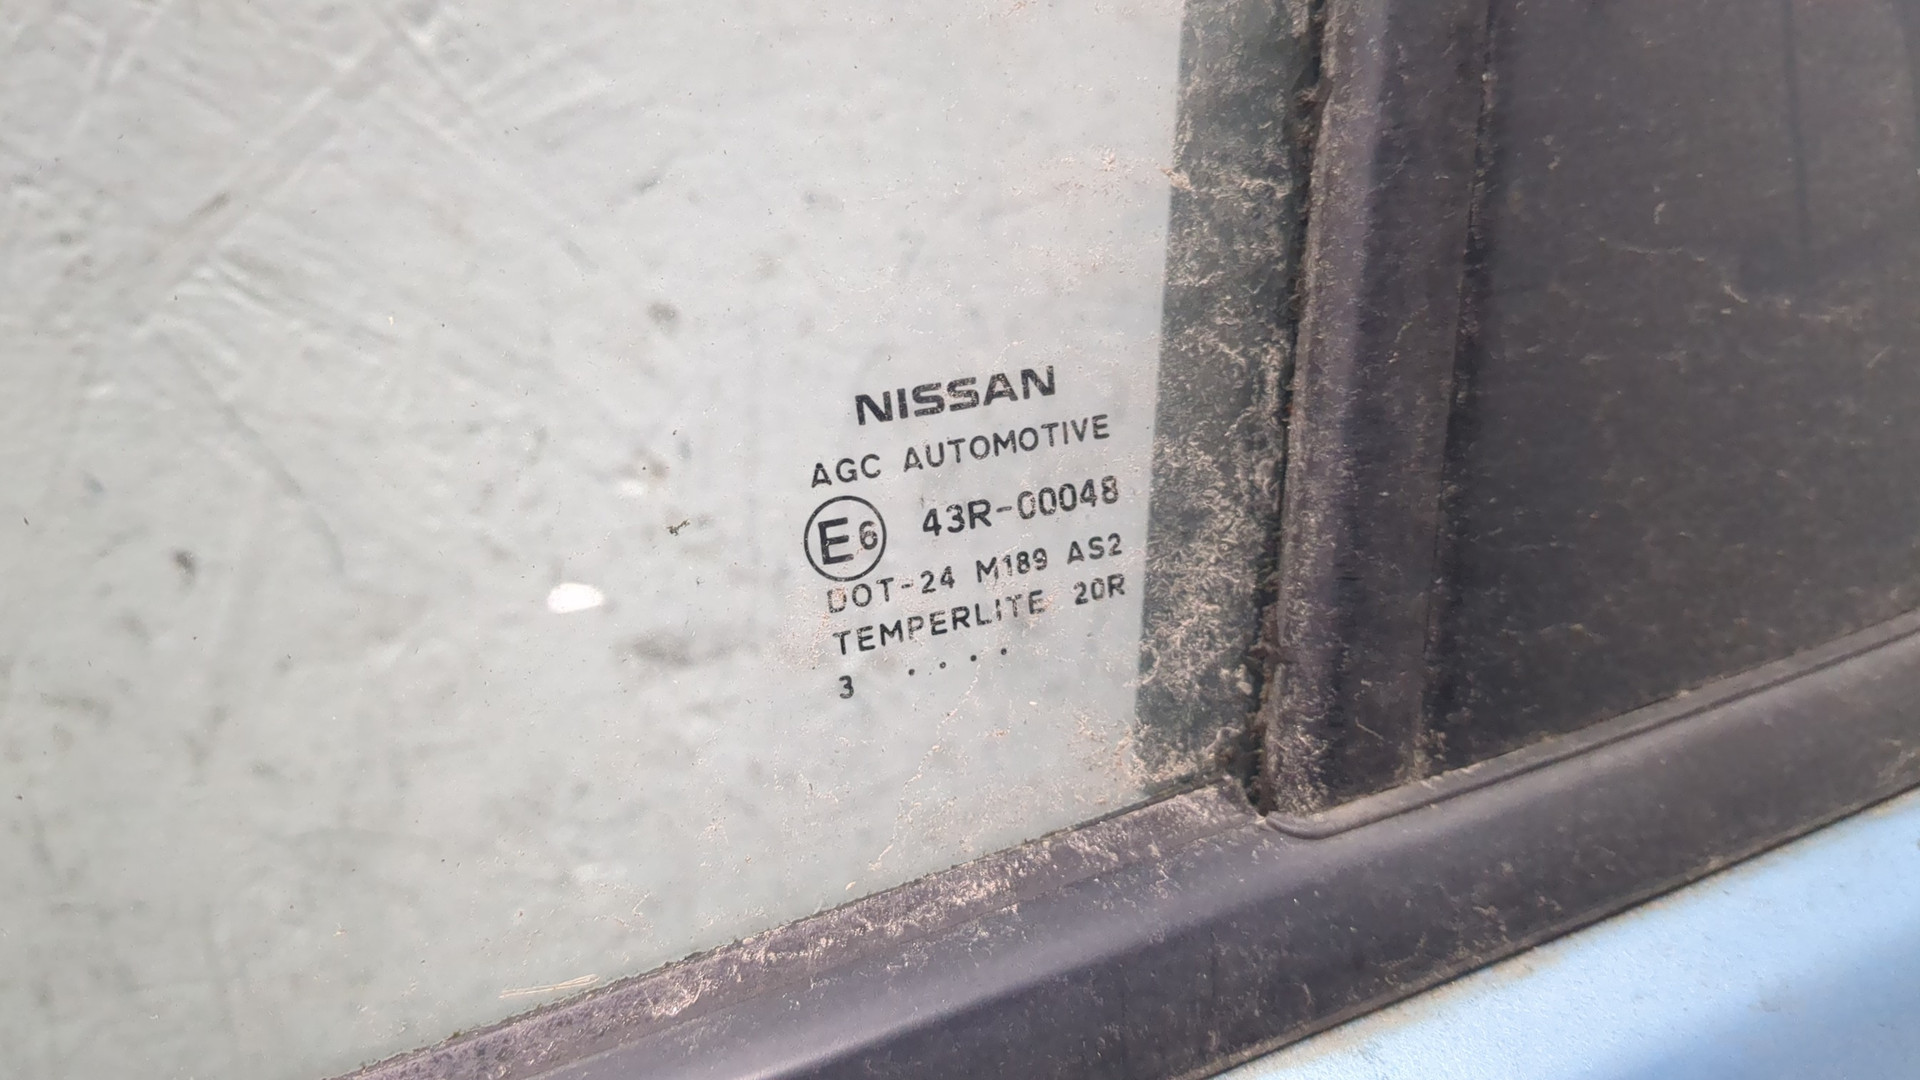 NISSAN
AGC AUTOMOTIVE
E6 43R-00048
DOT-24 M189 AS2
TEMPERLITE 20R
3 . . . .